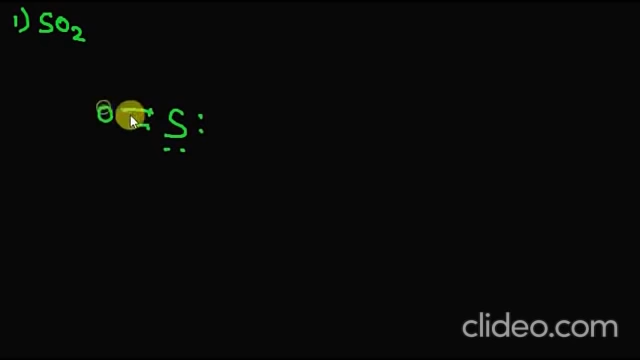 1) SO₂
O = S :
clideo.com